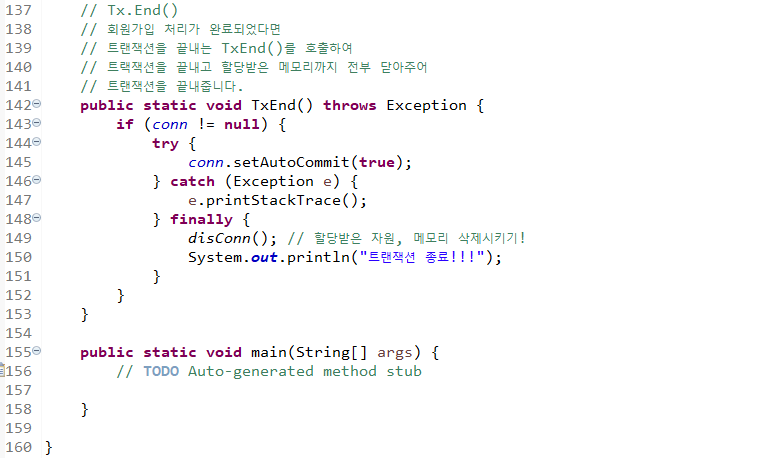 137     // Tx.End()
138     // 회원가입 처리가 완료되었다면
139     // 트랜잭션을 끝내는 TxEnd()를 호출하여
140     // 트랙잭션을 끝내고 할당받은 메모리까지 전부 닫아주어
141     // 트랜잭션을 끝내줍니다.
142     public static void TxEnd() throws Exception {
143         if (conn != null) {
144             try {
145                 conn.setAutoCommit(true);
146             } catch (Exception e) {
147                 e.printStackTrace();
148             } finally {
149                 disConn(); // 할당받은 자원, 메모리 삭제시키기!
150                 System.out.println("트랜잭션 종료!!!");
151             }
152         }
153     }
154
155     public static void main(String[] args) {
156         // TODO Auto-generated method stub
157
158     }
159
160 }